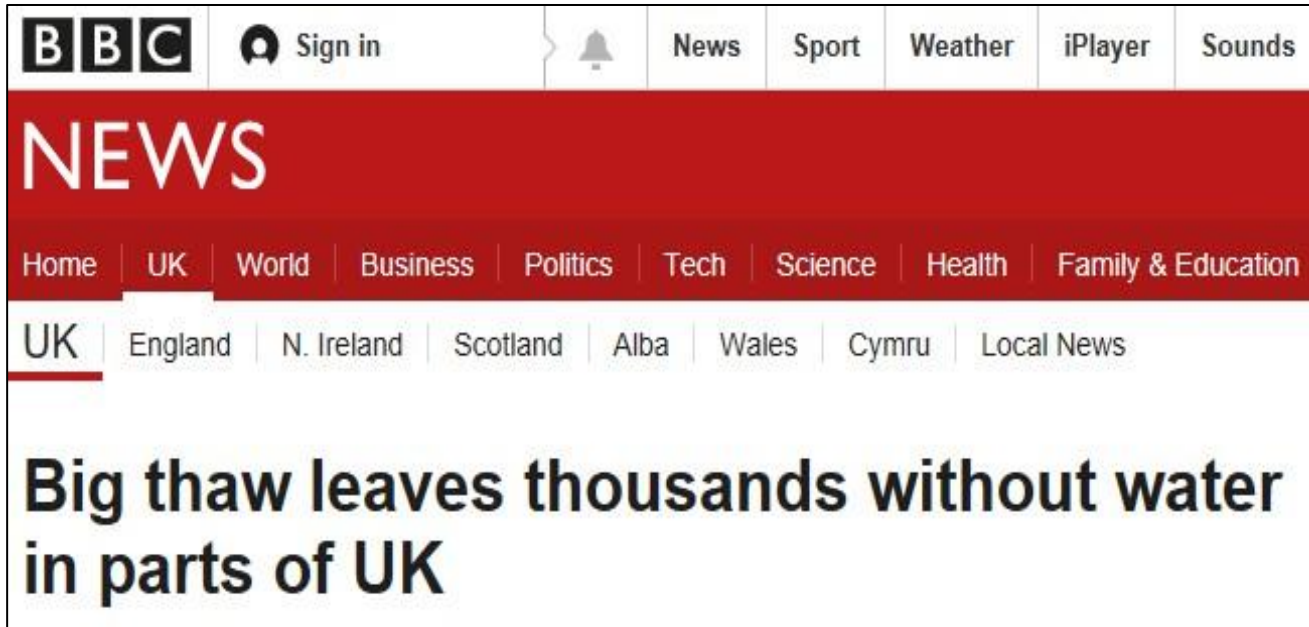 BBC Sign in News Sport Weather iPlayer Sounds
NEWS
Home UK World Business Politics Tech Science Health Family & Education
UK England N. Ireland Scotland Alba Wales Cymru Local News
Big thaw leaves thousands without water
in parts of UK